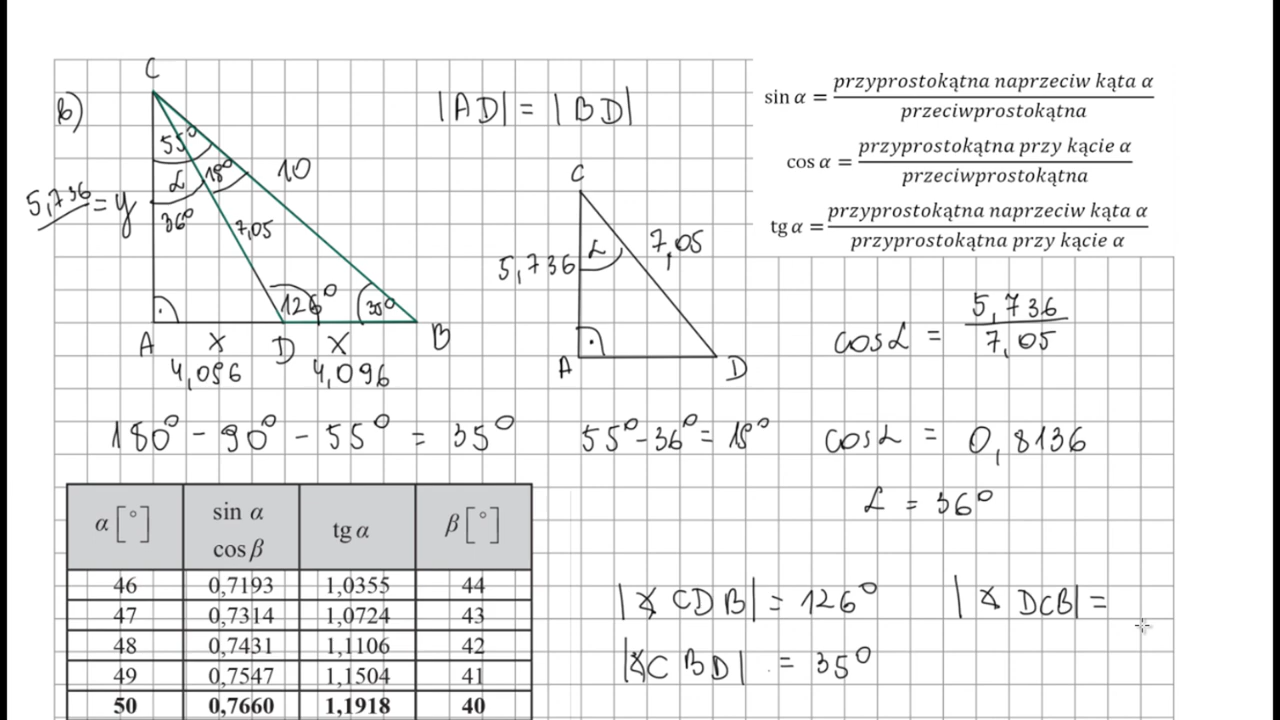 b)
C
55°
α
18°
10
5,736 = y
36°
7,05
126°
35°
A x D x B
4,096 4,096
|AD| = |BD|
C
α
7,05
5,736
A
D
sin α = przyprostokątna naprzeciw kąta α / przeciwprostokątna
cos α = przyprostokątna przy kącie α / przeciwprostokątna
tg α = przyprostokątna naprzeciw kąta α / przyprostokątna przy kącie α
cos α = 5,736 / 7,05
180° - 90° - 55° = 35°
55° - 36° = 18°
cos α = 0,8136
α = 36°
α [°] sin α cos β tg α β [°]
46 0,7193 1,0355 44
47 0,7314 1,0724 43
48 0,7431 1,1106 42
49 0,7547 1,1504 41
50 0,7660 1,1918 40
|∡ CDB| = 126° |∡ DCB| =
|∡CBD| = 35°